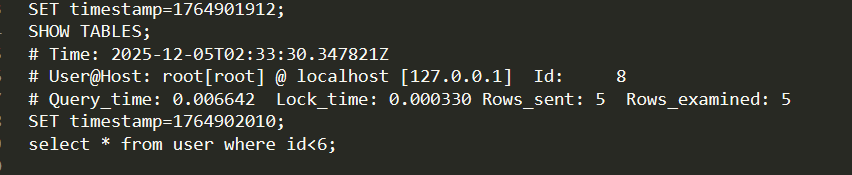 SET timestamp=1764901912;
SHOW TABLES;
# Time: 2025-12-05T02:33:30.347821Z
# User@Host: root[root] @ localhost [127.0.0.1]  Id:     8
# Query_time: 0.006642  Lock_time: 0.000330 Rows_sent: 5  Rows_examined: 5
SET timestamp=1764902010;
select * from user where id<6;